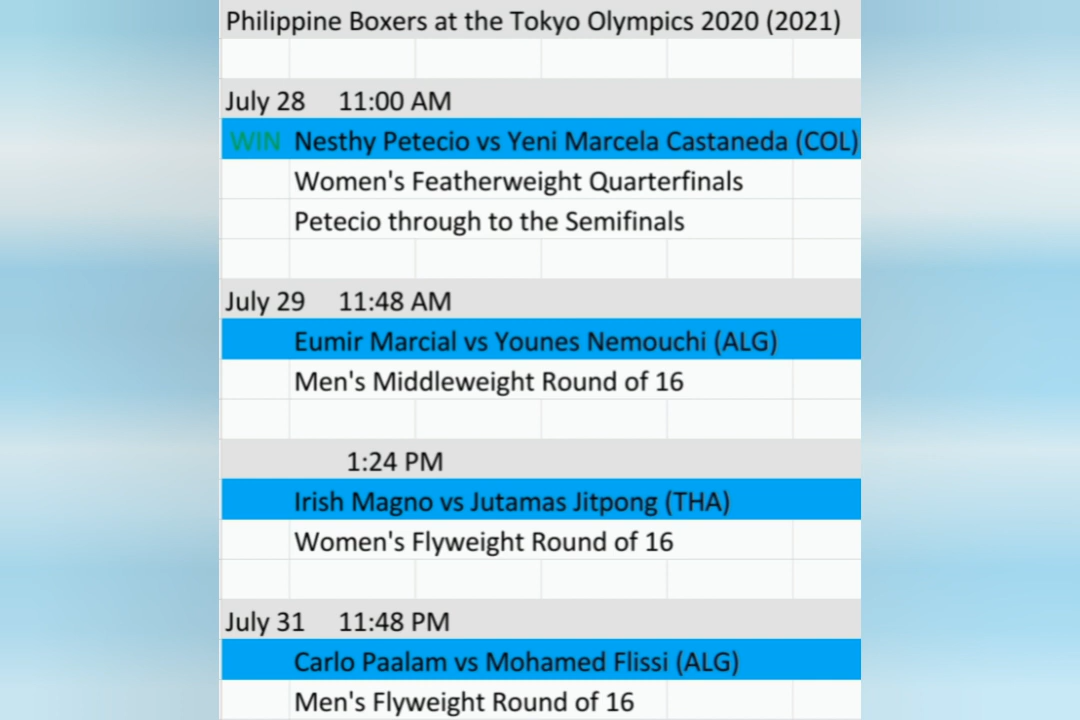 Philippine Boxers at the Tokyo Olympics 2020 (2021)
July 28 11:00 AM
WIN Nesthy Petecio vs Yeni Marcela Castaneda (COL)
Women's Featherweight Quarterfinals
Petecio through to the Semifinals
July 29 11:48 AM
Eumir Marcial vs Younes Nemouchi (ALG)
Men's Middleweight Round of 16
1:24 PM
Irish Magno vs Jutamas Jitpong (THA)
Women's Flyweight Round of 16
July 31 11:48 PM
Carlo Paalam vs Mohamed Flissi (ALG)
Men's Flyweight Round of 16